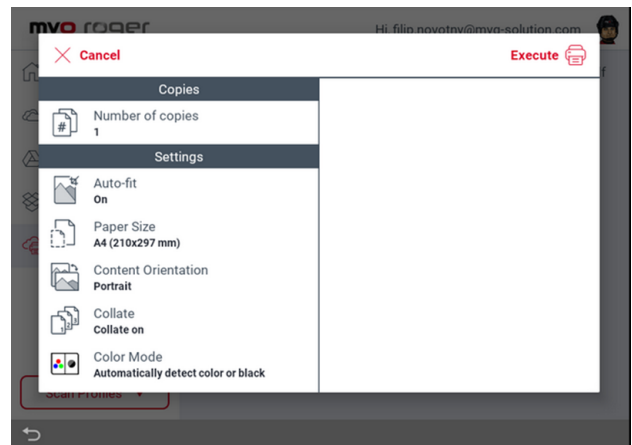 myq roger
Hi, filip.novotny@myq-solution.com
Cancel
Execute
Copies
Number of copies
1
#
Settings
Auto-fit
On
Paper Size
A4 (210x297 mm)
Content Orientation
Portrait
Collate
Collate on
Color Mode
Automatically detect color or black
Scan Profiles